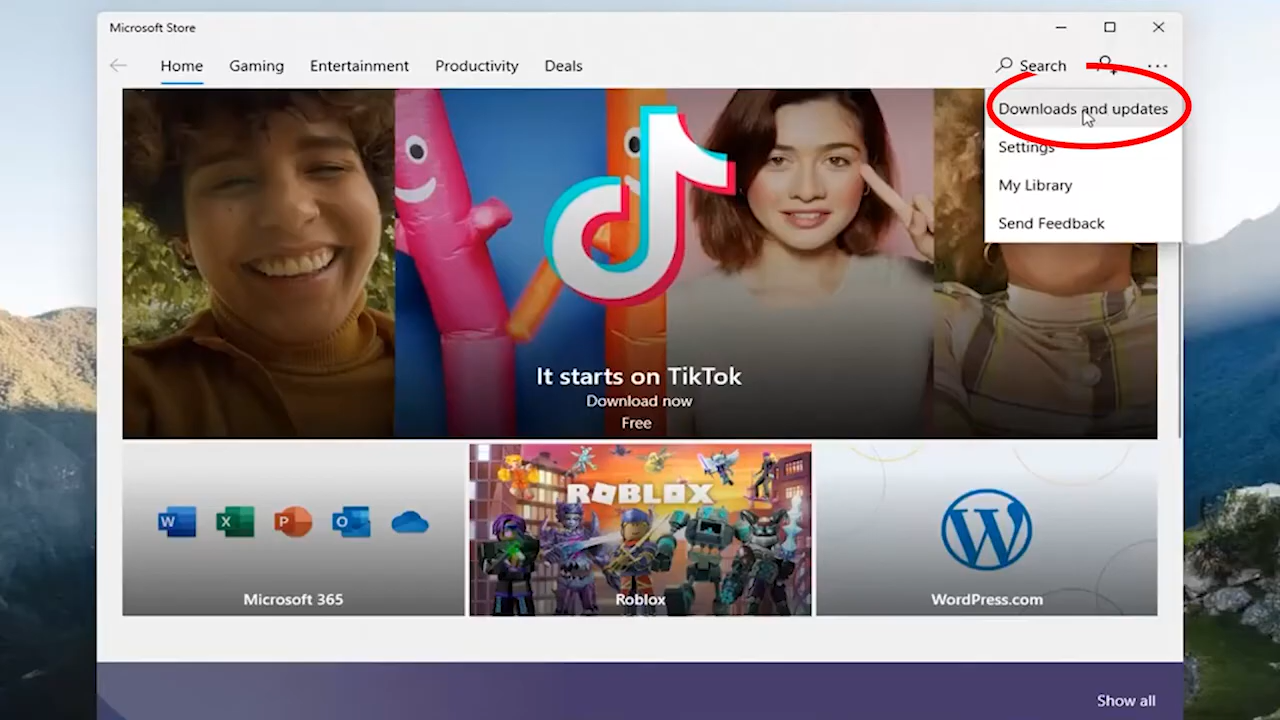 Microsoft Store
Home Gaming Entertainment Productivity Deals Search
Downloads and updates
Settings
My Library
Send Feedback
It starts on TikTok
Download now
Free
W X P O
ROBLOX
W
Microsoft 365 Roblox WordPress.com
Show all